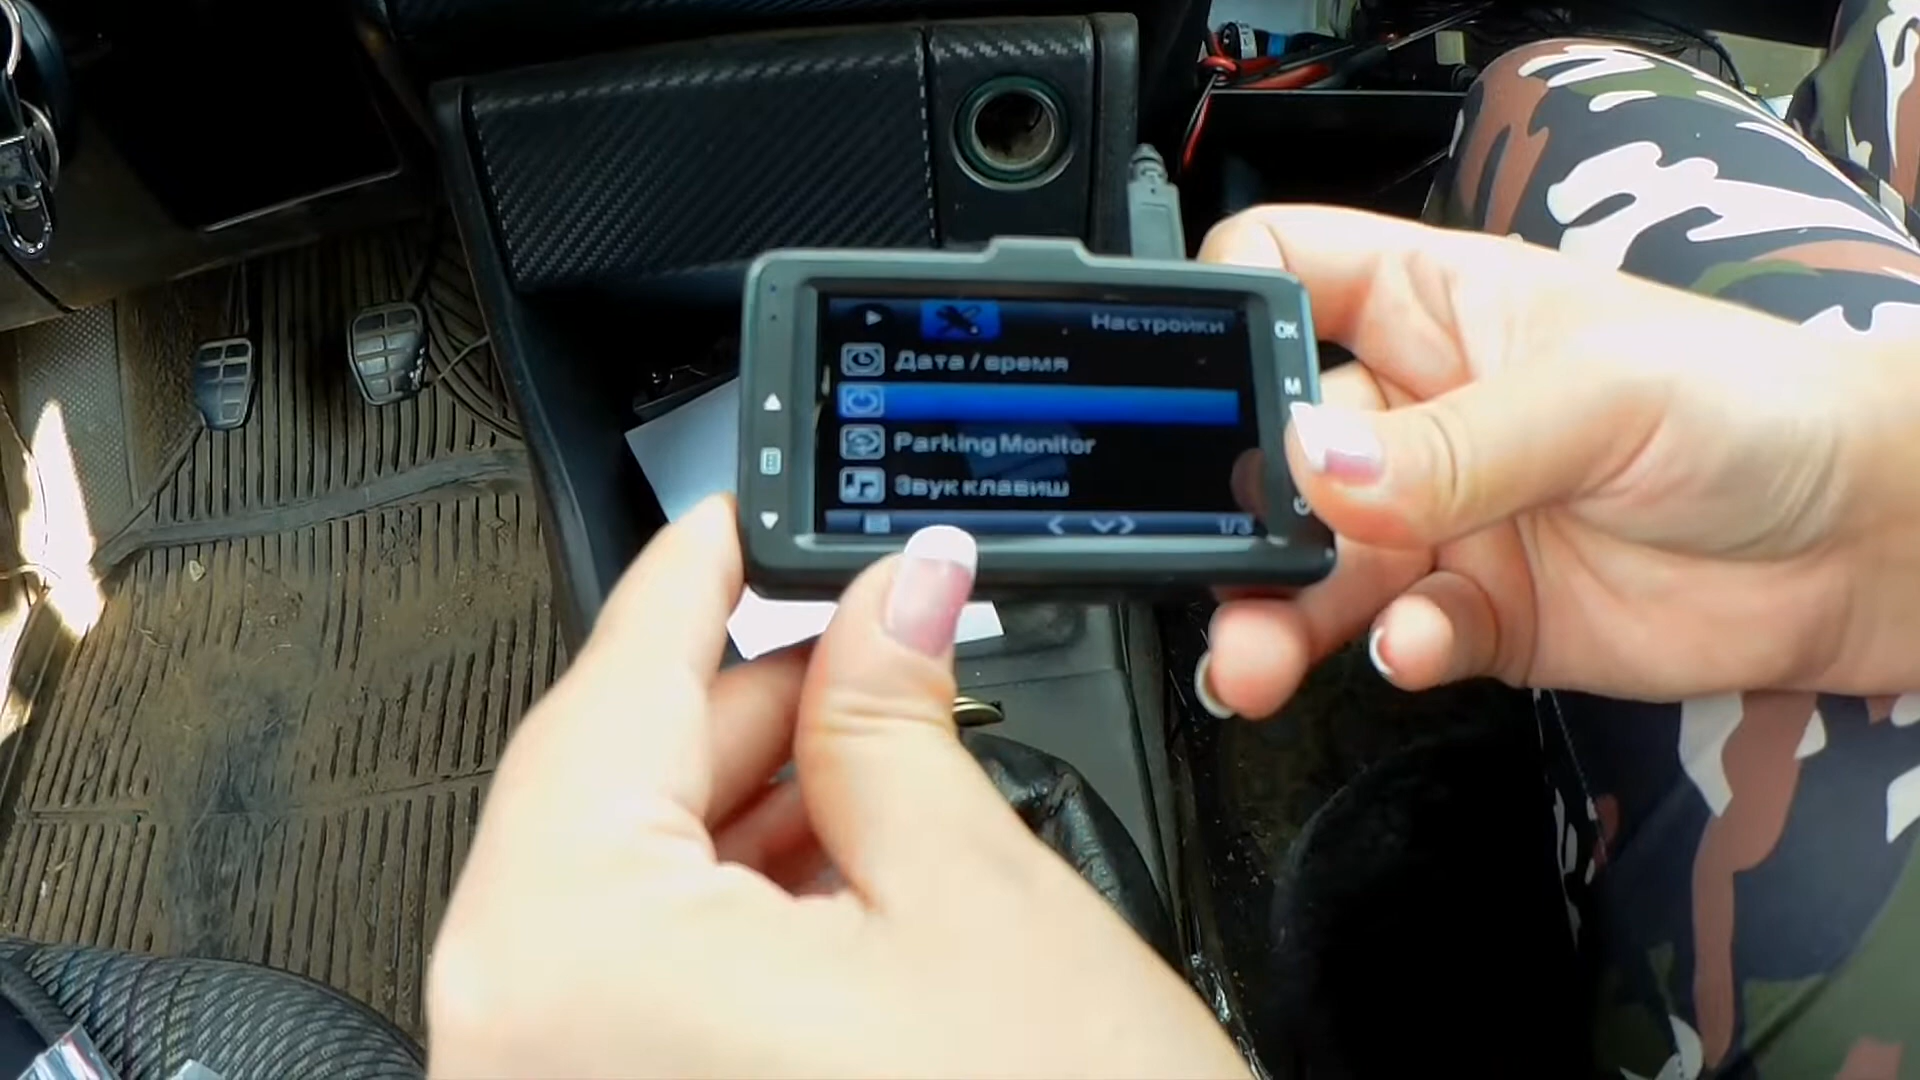 Настройки
Дата / время
Parking Monitor
Звук клавиш
1/3
OK
M